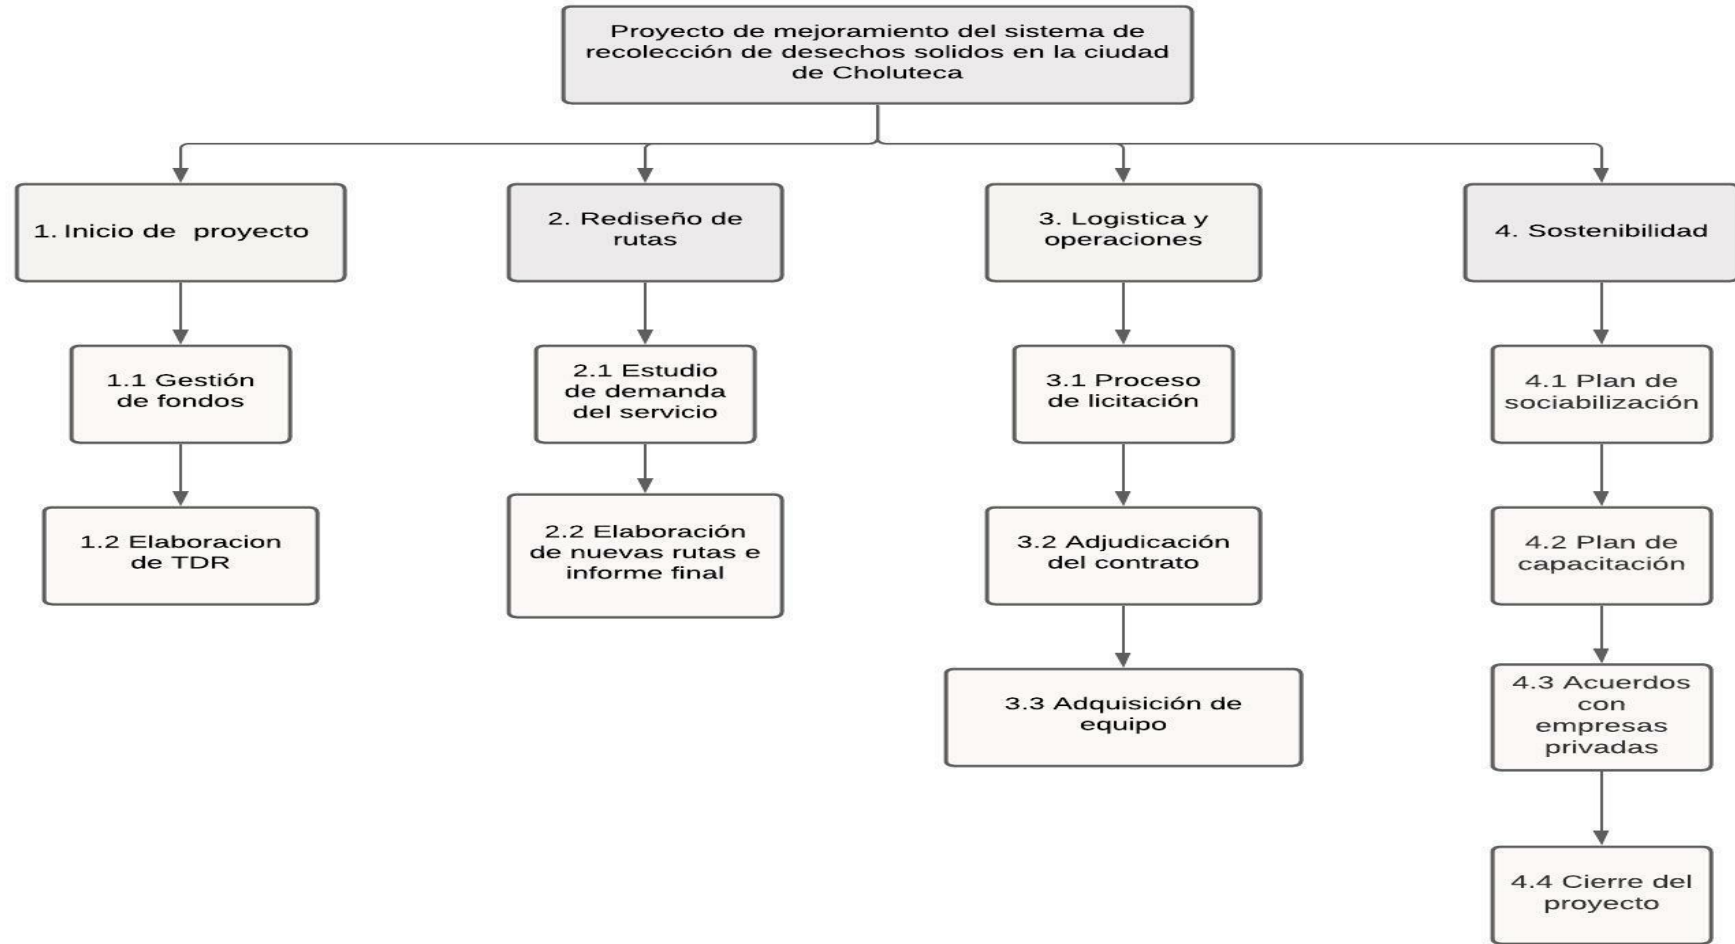 Proyecto de mejoramiento del sistema de
recolección de desechos solidos en la ciudad
de Choluteca
1. Inicio de proyecto
2. Rediseño de
rutas
3. Logistica y
operaciones
4. Sostenibilidad
1.1 Gestión
de fondos
2.1 Estudio
de demanda
del servicio
3.1 Proceso
de licitación
4.1 Plan de
sociabilización
1.2 Elaboracion
de TDR
2.2 Elaboración
de nuevas rutas e
informe final
3.2 Adjudicación
del contrato
4.2 Plan de
capacitación
3.3 Adquisición de
equipo
4.3 Acuerdos
con
empresas
privadas
4.4 Cierre del
proyecto